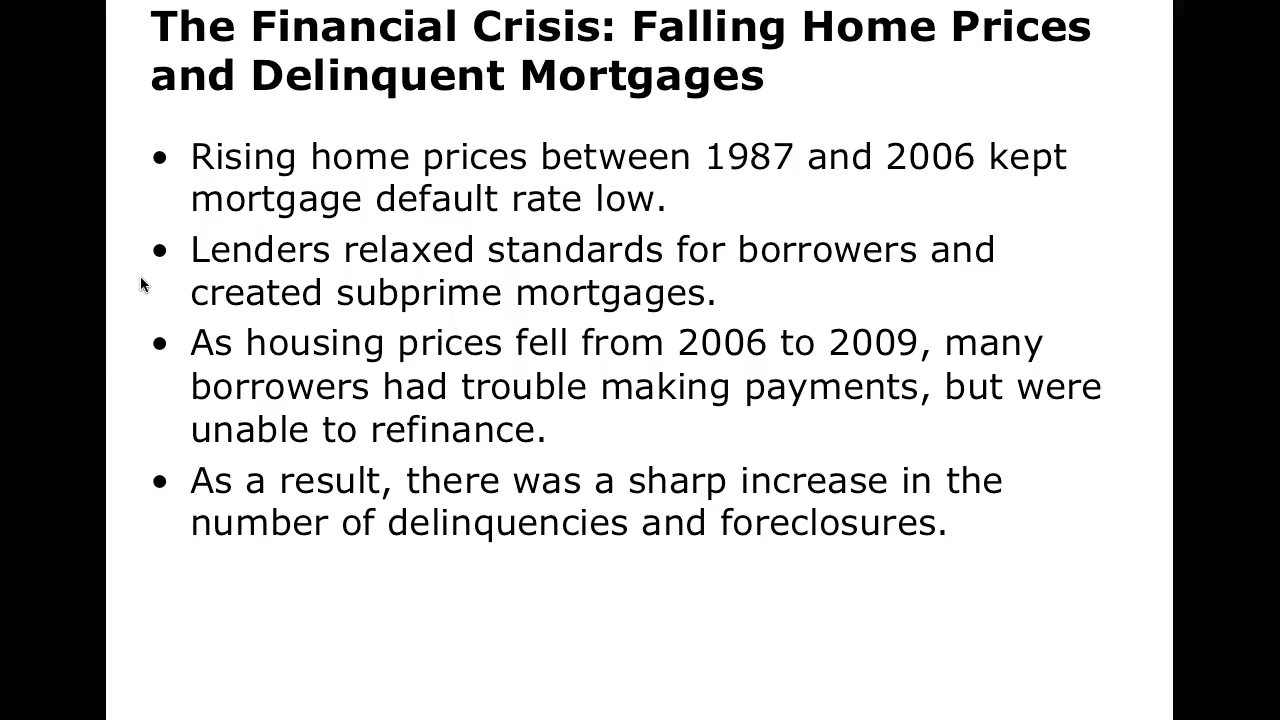 The Financial Crisis: Falling Home Prices
and Delinquent Mortgages
• Rising home prices between 1987 and 2006 kept
mortgage default rate low.
• Lenders relaxed standards for borrowers and
created subprime mortgages.
• As housing prices fell from 2006 to 2009, many
borrowers had trouble making payments, but were
unable to refinance.
• As a result, there was a sharp increase in the
number of delinquencies and foreclosures.